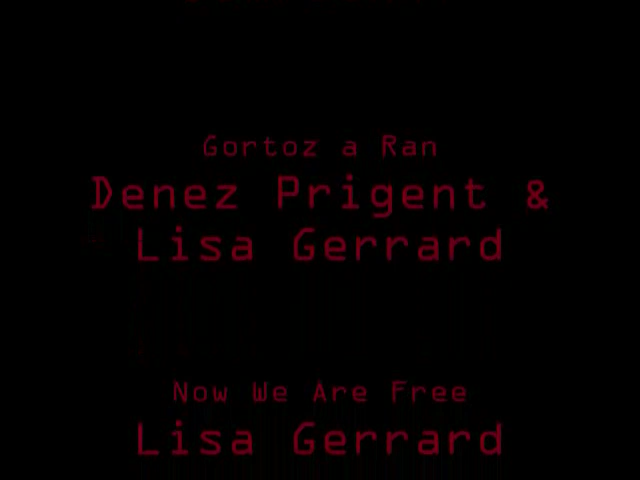 Gortoz a Ran
Denez Prigent &
Lisa Gerrard
Now We Are Free
Lisa Gerrard